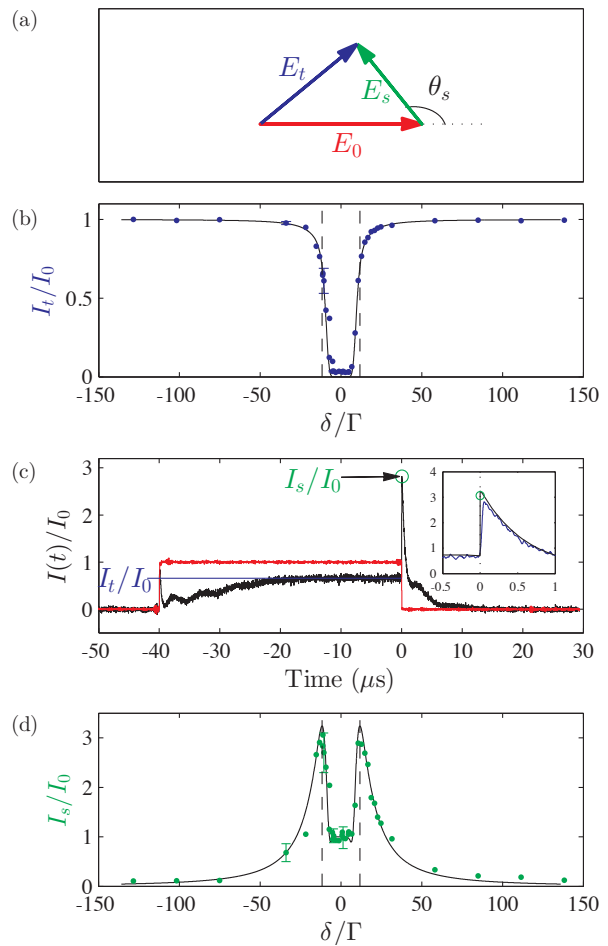 (a)
E_t
E_s
θ_s
E_0
(b)
1
0.5
0
I_t/I_0
-150 -100 -50 0 50 100 150
δ/Γ
(c)
3
2
1
0
I(t)/I_0
I_s/I_0
I_t/I_0
4
3
2
1
0
-0.5 0 0.5 1
-50 -40 -30 -20 -10 0 10 20 30
Time (μs)
(d)
3
2
1
0
I_s/I_0
-150 -100 -50 0 50 100 150
δ/Γ